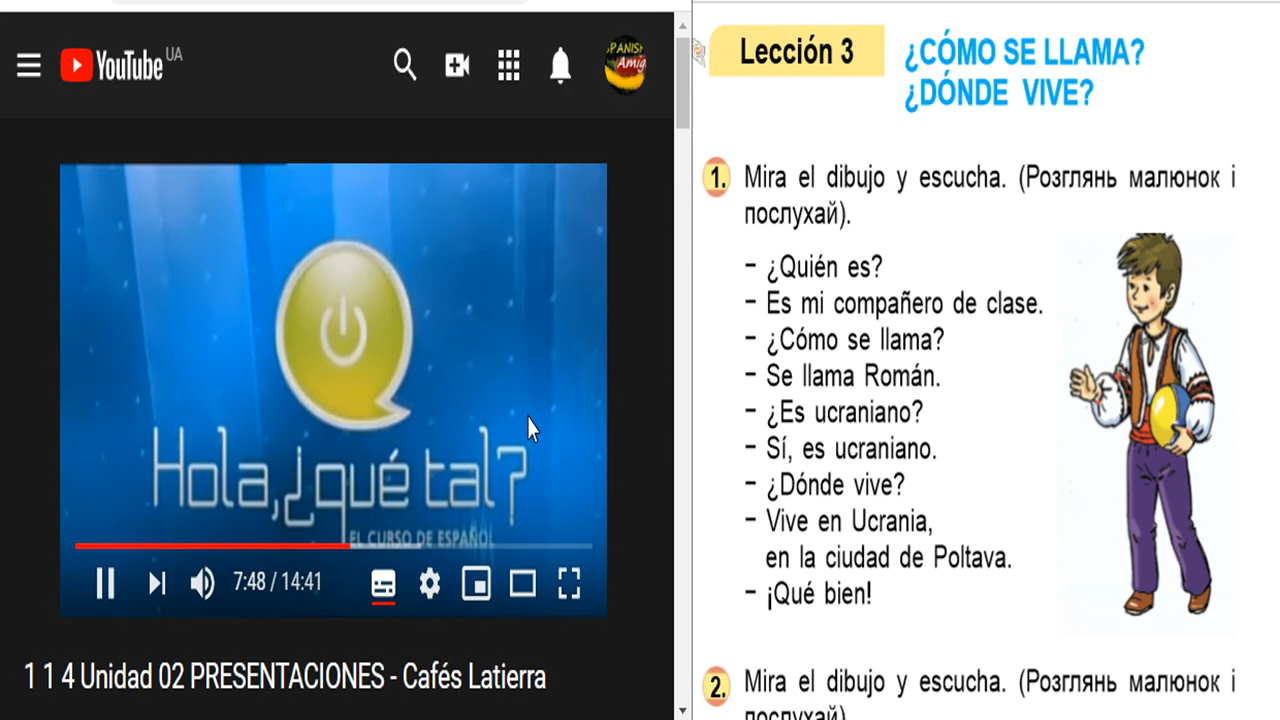 YouTube UA
SPANISH
Amigo
Hola, ¿qué tal?
EL CURSO DE ESPAÑOL
7:48 / 14:41
1 1 4 Unidad 02 PRESENTACIONES - Cafés Latierra
Lección 3
¿CÓMO SE LLAMA?
¿DÓNDE VIVE?
1. Mira el dibujo y escucha. (Розглянь малюнок і
послухай).
– ¿Quién es?
– Es mi compañero de clase.
– ¿Cómo se llama?
– Se llama Román.
– ¿Es ucraniano?
– Sí, es ucraniano.
– ¿Dónde vive?
– Vive en Ucrania,
en la ciudad de Poltava.
– ¡Qué bien!
2. Mira el dibujo y escucha. (Розглянь малюнок і
послухай)